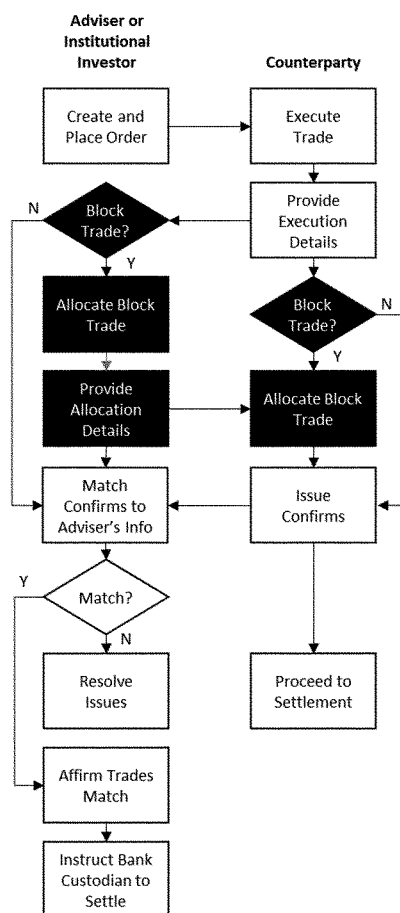 Adviser or
Institutional
Investor
Counterparty
Create and
Place Order
Execute
Trade
Provide
Execution
Details
N
Block
Trade?
Y
Allocate Block
Trade
Block
Trade?
N
Y
Provide
Allocation
Details
Allocate Block
Trade
Match
Confirms to
Adviser's Info
Issue
Confirms
Y
Match?
N
Resolve
Issues
Proceed to
Settlement
Affirm Trades
Match
Instruct Bank
Custodian to
Settle